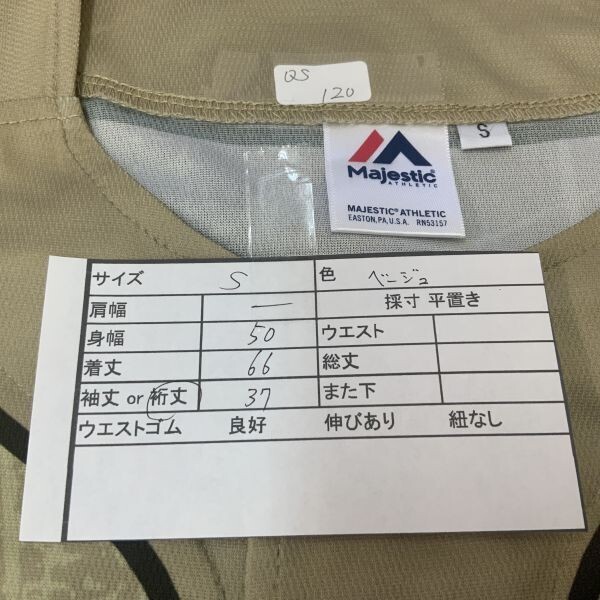 QS
120
S
Majestic®
ATHLETIC
MAJESTIC® ATHLETIC
EASTON, PA, U.S.A. RN53157
サイズ S 色 ベージュ
肩幅 — 採寸 平置き
身幅 50 ウエスト
着丈 66 総丈
袖丈 or 裄丈 37 また下
ウエストゴム 良好 伸びあり 紐なし